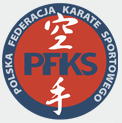 POLSKA FEDERACJA KARATE SPORTOWEGO
空
PFKS
手